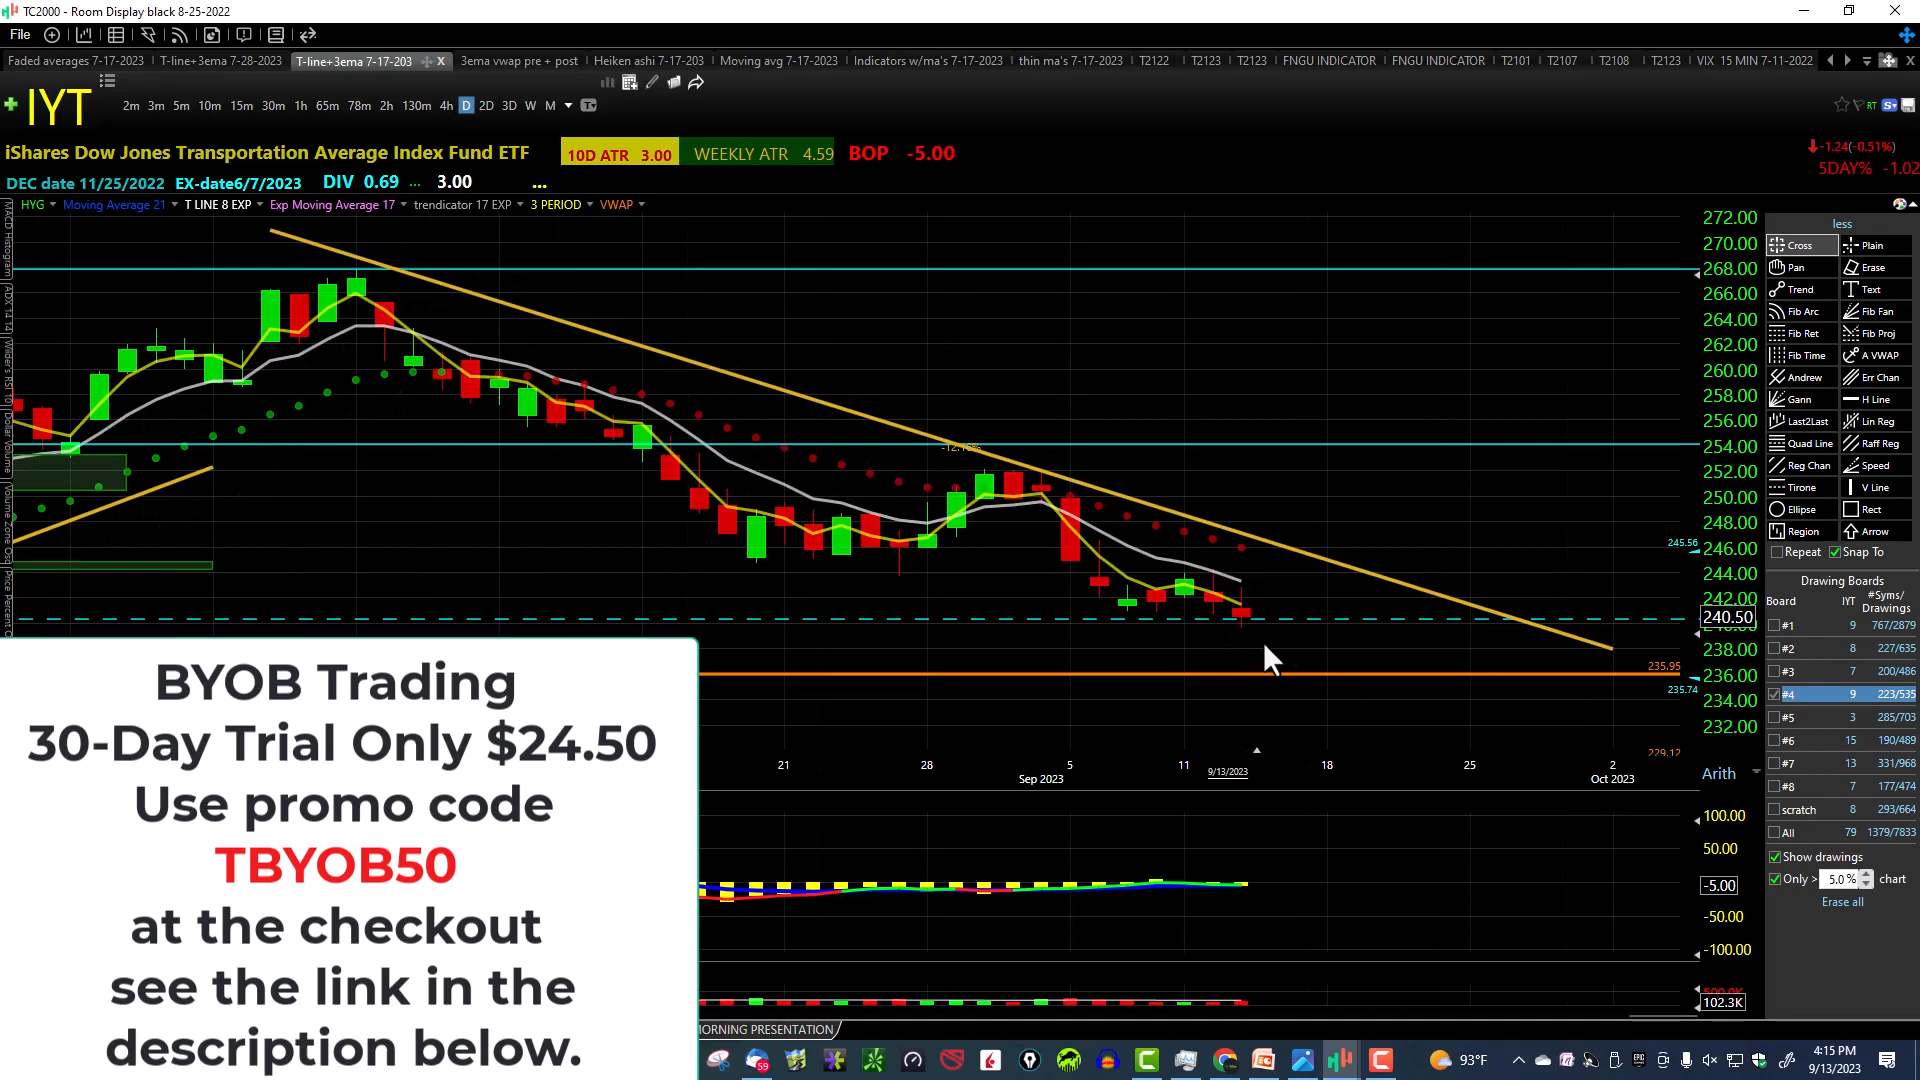 TC2000 - Room Display black 8-25-2022
File
Faded averages 7-17-2023 T-line+3ema 7-28-2023 T-line+3ema 7-17-203 X 3ema vwap pre + post Heiken ashi 7-17-203 Moving avg 7-17-2023 Indicators w/ma's 7-17-2023 thin ma's 7-17-2023 T2122 T2123 T2123 FNGU INDICATOR FNGU INDICATOR T2101 T2107 T2108 T2123 VIX 15 MIN 7-11-2022 X
IYT 2m 3m 5m 10m 15m 30m 1h 65m 78m 2h 130m 4h D 2D 3D W M RT
iShares Dow Jones Transportation Average Index Fund ETF 10D ATR 3.00 WEEKLY ATR 4.59 BOP -5.00
-1.24(-0.51%)
5DAY% -1.02
DEC date 11/25/2022 EX-date6/7/2023 DIV 0.69 ... 3.00 ...
HYG Moving Average 21 T LINE 8 EXP Exp Moving Average 17 trendicator 17 EXP 3 PERIOD VWAP
MACD Histogram
ADX 14 14
Wilder's RSI 10
Dollar Volume
Volume Zone Osc
272.00
270.00
268.00
266.00
264.00
262.00
260.00
258.00
256.00
254.00
252.00
250.00
248.00
246.00
244.00
242.00
240.50
238.00
236.00
234.00
232.00
245.56
235.95
235.74
229.12
21 28 5 11 18 25 2
Sep 2023 9/13/2023 Oct 2023
Arith
100.00
50.00
-5.00
-50.00
-100.00
102.3K
less
Cross Plain
Pan Erase
Trend Text
Fib Arc Fib Fan
Fib Ret Fib Proj
Fib Time A VWAP
Andrew Err Chan
Gann H Line
Last2Last Lin Reg
Quad Line Raff Reg
Reg Chan Speed
Tirone V Line
Ellipse Rect
Region Arrow
Repeat Snap To
Drawing Boards
Board IYT #Syms/
Drawings
#1 9 767/2879
#2 8 227/635
#3 7 200/486
#4 9 223/535
#5 3 285/703
#6 15 190/489
#7 13 331/968
#8 7 177/474
scratch 8 293/664
All 79 1379/7833
Show drawings
Only > 5.0 % chart
Erase all
BYOB Trading
30-Day Trial Only $24.50
Use promo code
TBYOB50
at the checkout
see the link in the
description below.
MORNING PRESENTATION
59
93°F
4:15 PM
9/13/2023